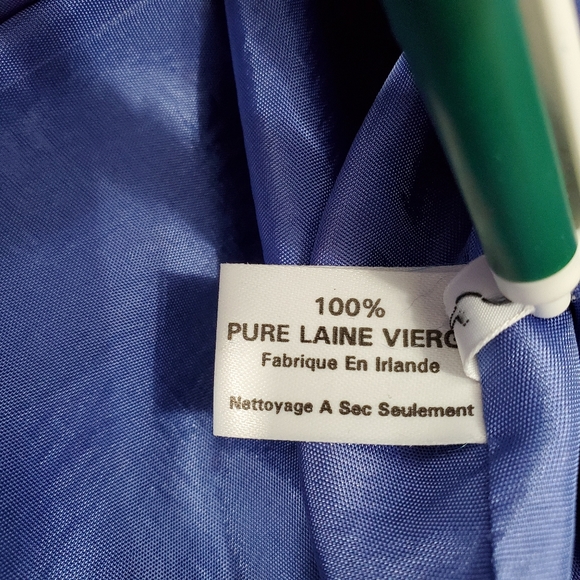 100%
PURE LAINE VIERG
Fabrique En Irlande
Nettoyage A Sec Seulement